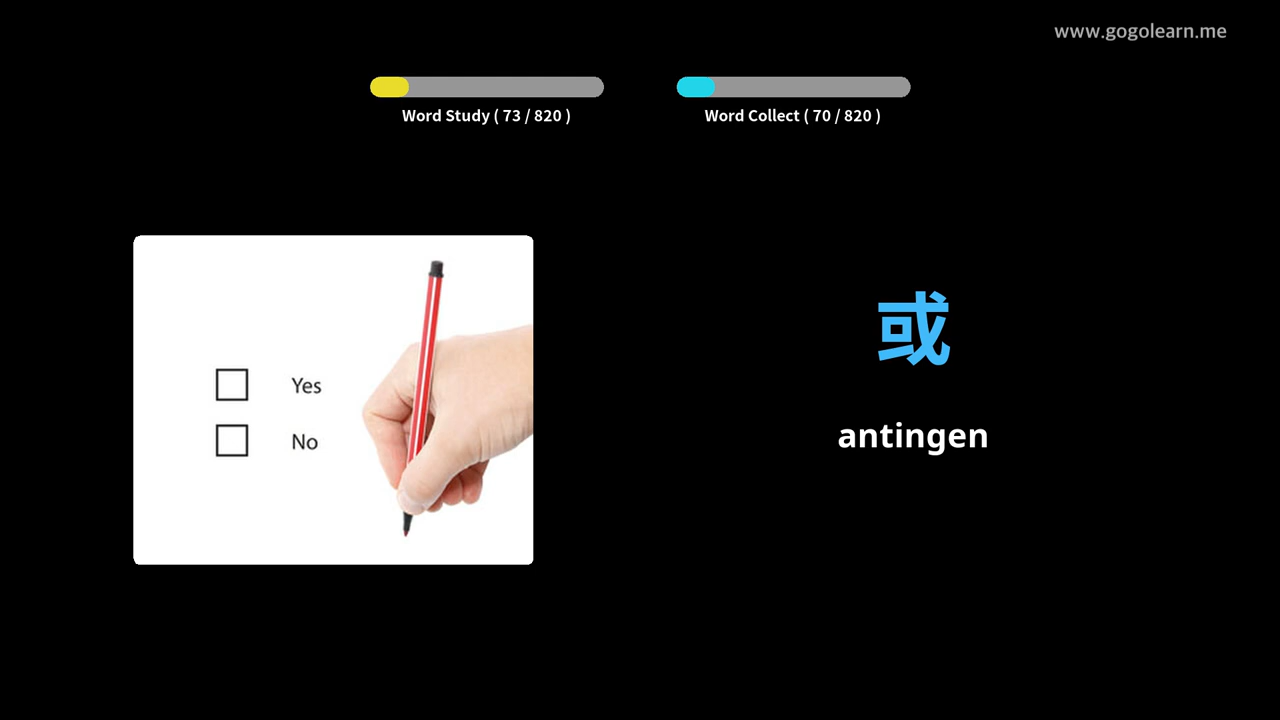 www.gogolearn.me
Word Study ( 73 / 820 )
Word Collect ( 70 / 820 )
Yes
No
或
antingen